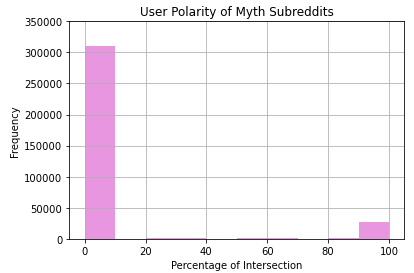 User Polarity of Myth Subreddits
350000
300000
250000
200000
150000
100000
50000
0
Frequency
0 20 40 60 80 100
Percentage of Intersection